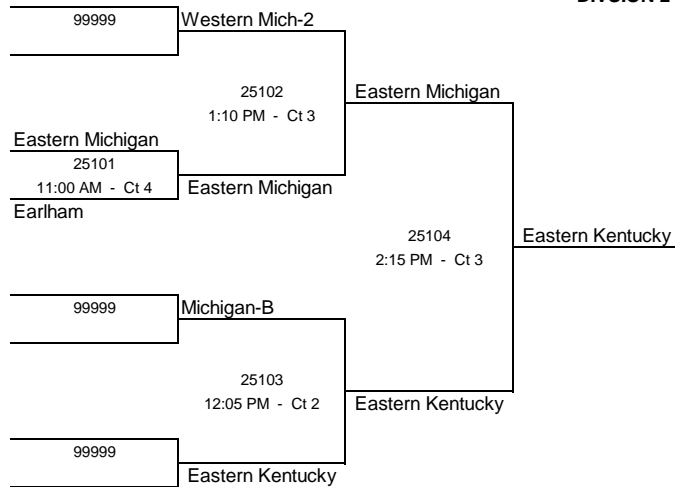 DIVISION 2
99999
Western Mich-2
25102
1:10 PM - Ct 3
Eastern Michigan
Eastern Michigan
25101
11:00 AM - Ct 4
Eastern Michigan
Earlham
25104
2:15 PM - Ct 3
Eastern Kentucky
99999
Michigan-B
25103
12:05 PM - Ct 2
Eastern Kentucky
99999
Eastern Kentucky